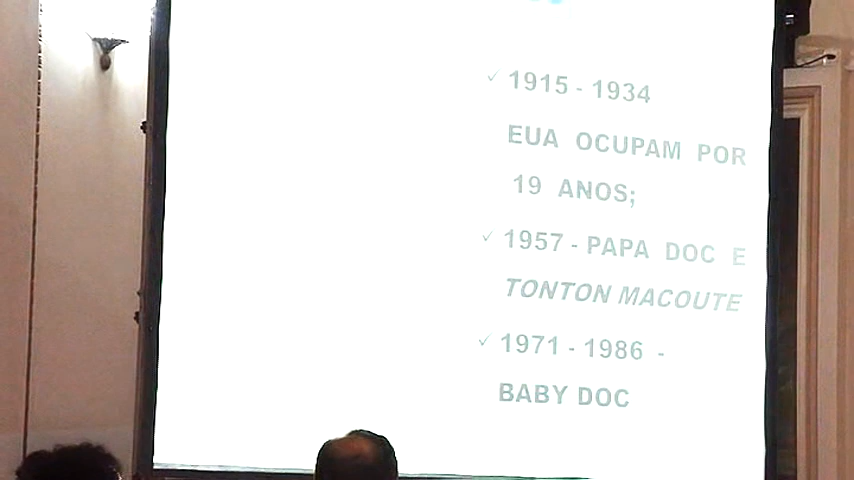 ✓ 1915 - 1934
EUA OCUPAM POR
19 ANOS;
✓ 1957 - PAPA DOC E
TONTON MACOUTE
✓ 1971 - 1986 -
BABY DOC